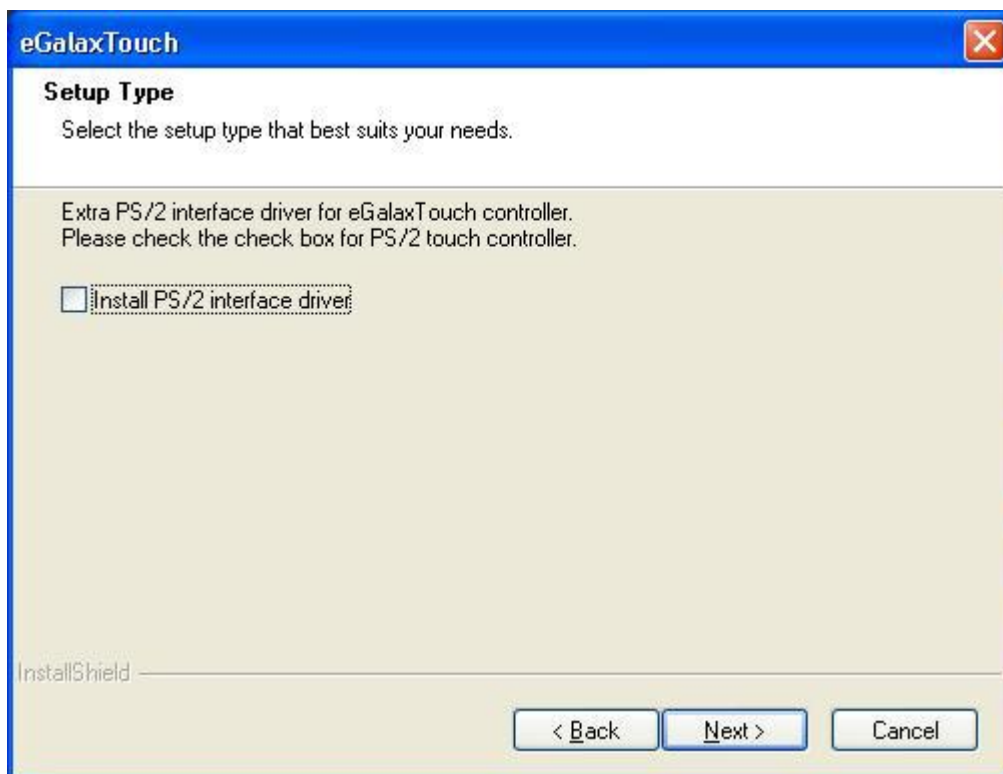 eGalaxTouch
Setup Type
Select the setup type that best suits your needs.
Extra PS/2 interface driver for eGalaxTouch controller.
Please check the check box for PS/2 touch controller.
Install PS/2 interface driver
InstallShield
< Back
Next >
Cancel